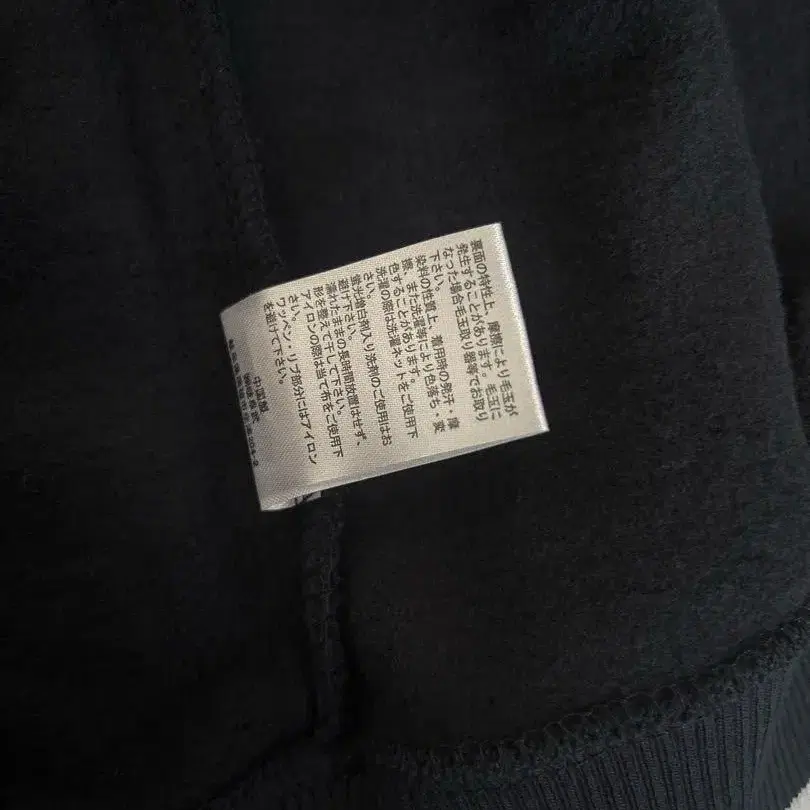 裏面の特性上、摩擦により毛玉が
発生することがあります。毛玉に
なった場合毛玉取り器等でお取り
下さい。
染料の性質上、着用時の発汗・摩
擦、また洗濯等により色落ち・変
色することがあります。
洗濯の際は洗濯ネットをご使用下
さい。
蛍光増白剤入り洗剤のご使用はお
避け下さい。
濡れたままの長時間放置はせず、
形を整えて干して下さい。
アイロンの際は当て布をご使用下
さい。
ワッペン・リブ部分にはアイロン
を避けて下さい。
中国製